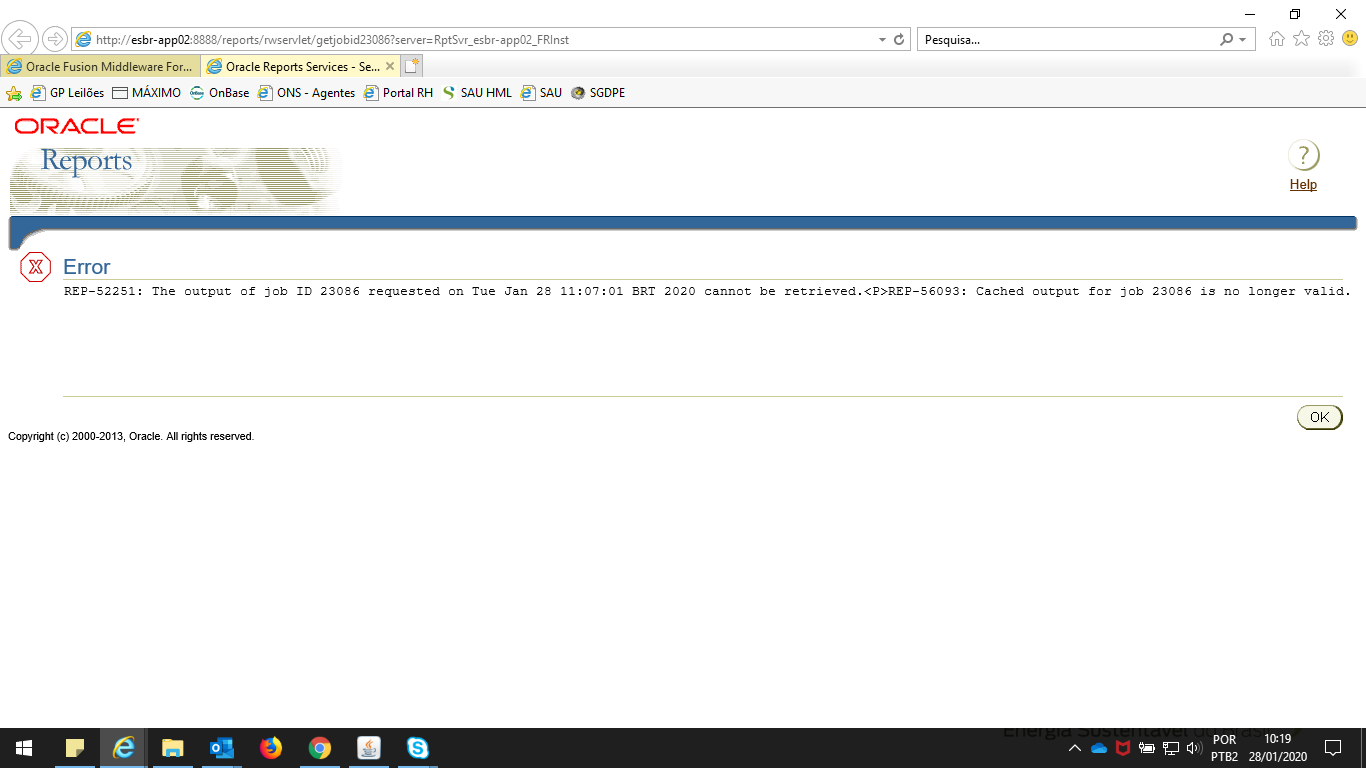 http://esbr-app02:8888/reports/rwservlet/getjobid23086?server=RptSvr_esbr-app02_FRInst
Pesquisa...
Oracle Fusion Middleware For...
Oracle Reports Services - Se...
GP Leilões MÁXIMO OnBase ONS - Agentes Portal RH SAU HML SAU SGDPE
ORACLE
Reports
?
Help
X
Error
REP-52251: The output of job ID 23086 requested on Tue Jan 28 11:07:01 BRT 2020 cannot be retrieved.<P>REP-56093: Cached output for job 23086 is no longer valid.
OK
Copyright (c) 2000-2013, Oracle. All rights reserved.
Energia Sustentável do Brasil
POR
PTB2
10:19
28/01/2020